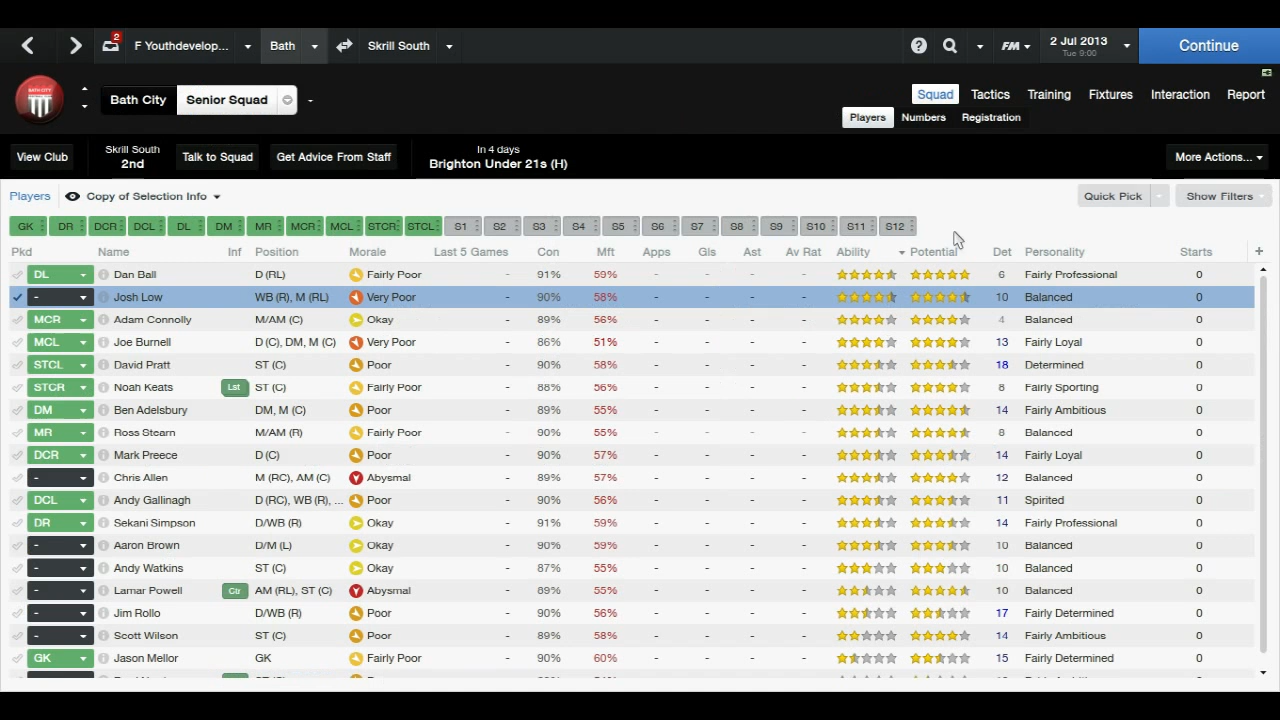 2 F Youthdevelop... Bath Skrill South FM 2 Jul 2013 Tue 9:00 Continue
Bath City Senior Squad Squad Tactics Training Fixtures Interaction Report
Players Numbers Registration
View Club Skrill South 2nd Talk to Squad Get Advice From Staff In 4 days Brighton Under 21s (H) More Actions...
Players Copy of Selection Info Quick Pick Show Filters
GK DR DCR DCL DL DM MR MCR MCL STCR STCL S1 S2 S3 S4 S5 S6 S7 S8 S9 S10 S11 S12
Pkd Name Inf Position Morale Last 5 Games Con Mft Apps Gls Ast Av Rat Ability Potential Det Personality Starts +
DL Dan Ball D (RL) Fairly Poor - 91% 59% - - - - 6 Fairly Professional 0
- Josh Low WB (R), M (RL) Very Poor - 90% 58% - - - - 10 Balanced 0
MCR Adam Connolly M/AM (C) Okay - 89% 56% - - - - 4 Balanced 0
MCL Joe Burnell D (C), DM, M (C) Very Poor - 86% 51% - - - - 13 Fairly Loyal 0
STCL David Pratt ST (C) Poor - 90% 58% - - - - 18 Determined 0
STCR Noah Keats Lst ST (C) Fairly Poor - 88% 56% - - - - 8 Fairly Sporting 0
DM Ben Adelsbury DM, M (C) Poor - 89% 55% - - - - 14 Fairly Ambitious 0
MR Ross Stearn M/AM (R) Fairly Poor - 90% 55% - - - - 8 Balanced 0
DCR Mark Preece D (C) Poor - 90% 57% - - - - 14 Fairly Loyal 0
- Chris Allen M (RC), AM (C) Abysmal - 89% 57% - - - - 12 Balanced 0
DCL Andy Gallinagh D (RC), WB (R), ... Poor - 90% 56% - - - - 11 Spirited 0
DR Sekani Simpson D/WB (R) Okay - 91% 59% - - - - 14 Fairly Professional 0
- Aaron Brown D/M (L) Okay - 90% 59% - - - - 10 Balanced 0
- Andy Watkins ST (C) Okay - 87% 55% - - - - 10 Balanced 0
- Lamar Powell Ctr AM (RL), ST (C) Abysmal - 89% 55% - - - - 10 Balanced 0
- Jim Rollo D/WB (R) Poor - 90% 56% - - - - 17 Fairly Determined 0
- Scott Wilson ST (C) Poor - 89% 58% - - - - 14 Fairly Ambitious 0
GK Jason Mellor GK Fairly Poor - 90% 60% - - - - 15 Fairly Determined 0